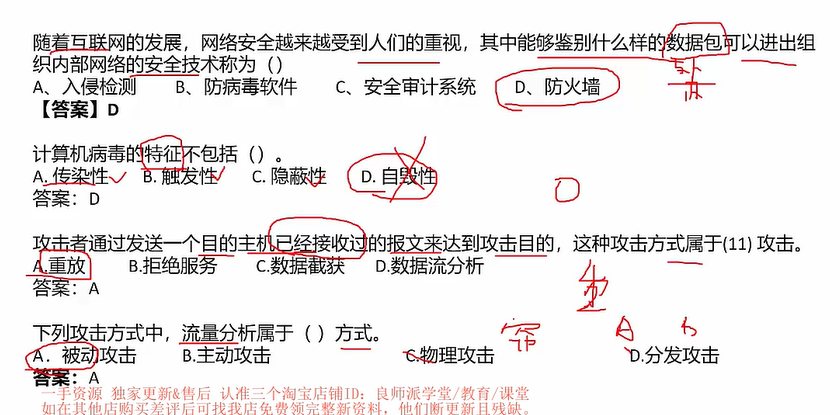 随着互联网的发展，网络安全越来越受到人们的重视，其中能够鉴别什么样的数据包可以进出组
织内部网络的安全技术称为（）
A、入侵检测 B、防病毒软件 C、安全审计系统 D、防火墙
【答案】D
计算机病毒的特征不包括（）。
A. 传染性 B. 触发性 C. 隐蔽性 D. 自毁性
答案：D
攻击者通过发送一个目的主机已经接收过的报文来达到攻击目的，这种攻击方式属于(11) 攻击。
A.重放 B.拒绝服务 C.数据截获 D.数据流分析
答案：A
下列攻击方式中，流量分析属于（ ）方式。
A．被动攻击 B.主动攻击 C.物理攻击 D.分发攻击
答案：A
一手资源 独家更新&售后 认准三个淘宝店铺ID：良师派学堂/教育/课堂
如在其他店购买差评后可找我店免费领完整新资料，他们断更新且残缺。